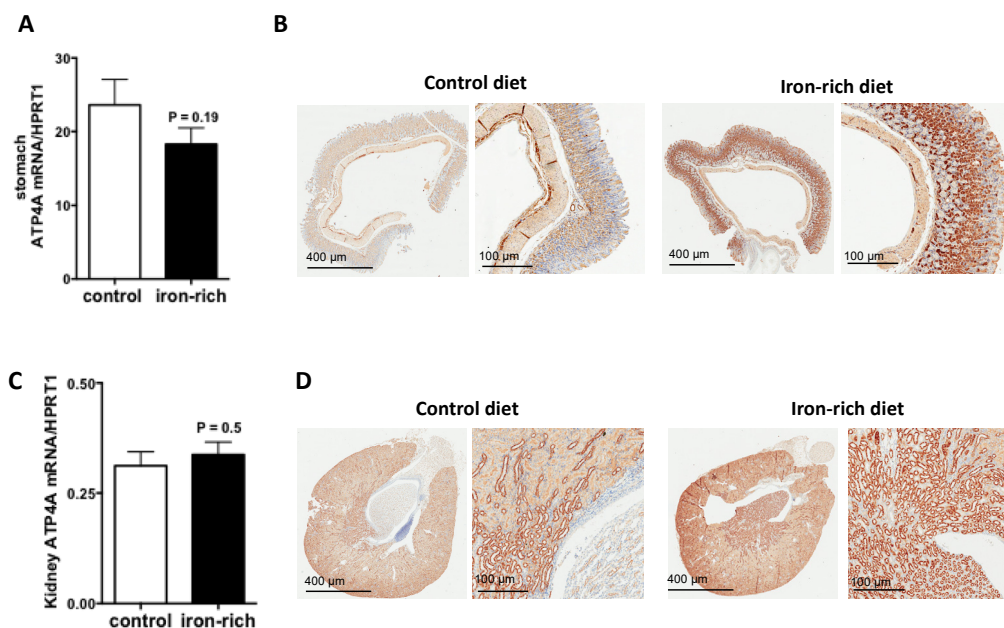 A
stomach
ATP4A mRNA/HPRT1
30
20
10
0
P = 0.19
control
iron-rich
B
Control diet
Iron-rich diet
400 µm
100 µm
400 µm
100 µm
C
Kidney ATP4A mRNA/HPRT1
0.50
0.25
0.00
P = 0.5
control
iron-rich
D
Control diet
Iron-rich diet
400 µm
100 µm
400 µm
100 µm